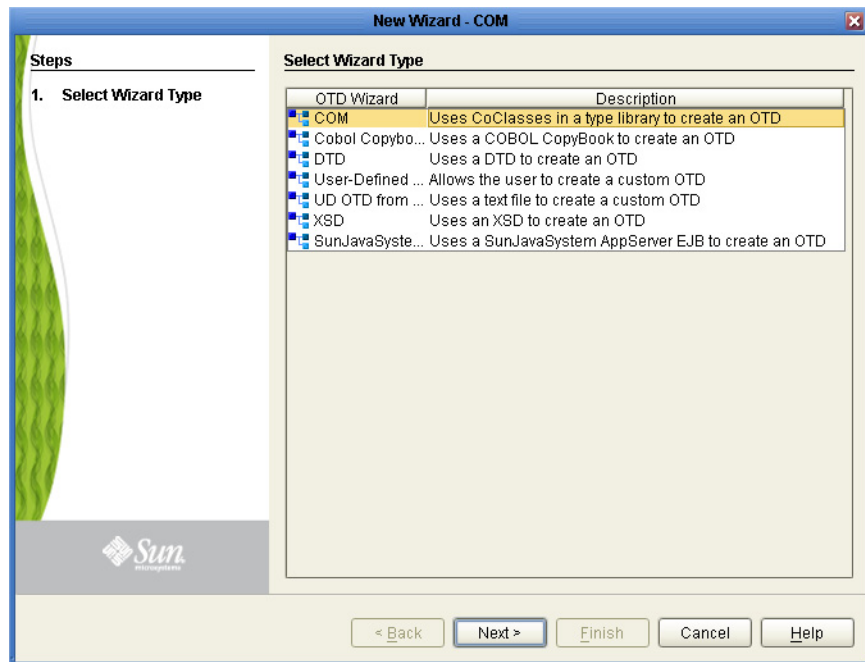 New Wizard - COM
Steps
1. Select Wizard Type
Select Wizard Type
OTD Wizard Description
COM Uses CoClasses in a type library to create an OTD
Cobol Copybo... Uses a COBOL CopyBook to create an OTD
DTD Uses a DTD to create an OTD
User-Defined ... Allows the user to create a custom OTD
UD OTD from ... Uses a text file to create a custom OTD
XSD Uses an XSD to create an OTD
SunJavaSyste... Uses a SunJavaSystem AppServer EJB to create an OTD
Sun
microsystems
< Back Next > Finish Cancel Help